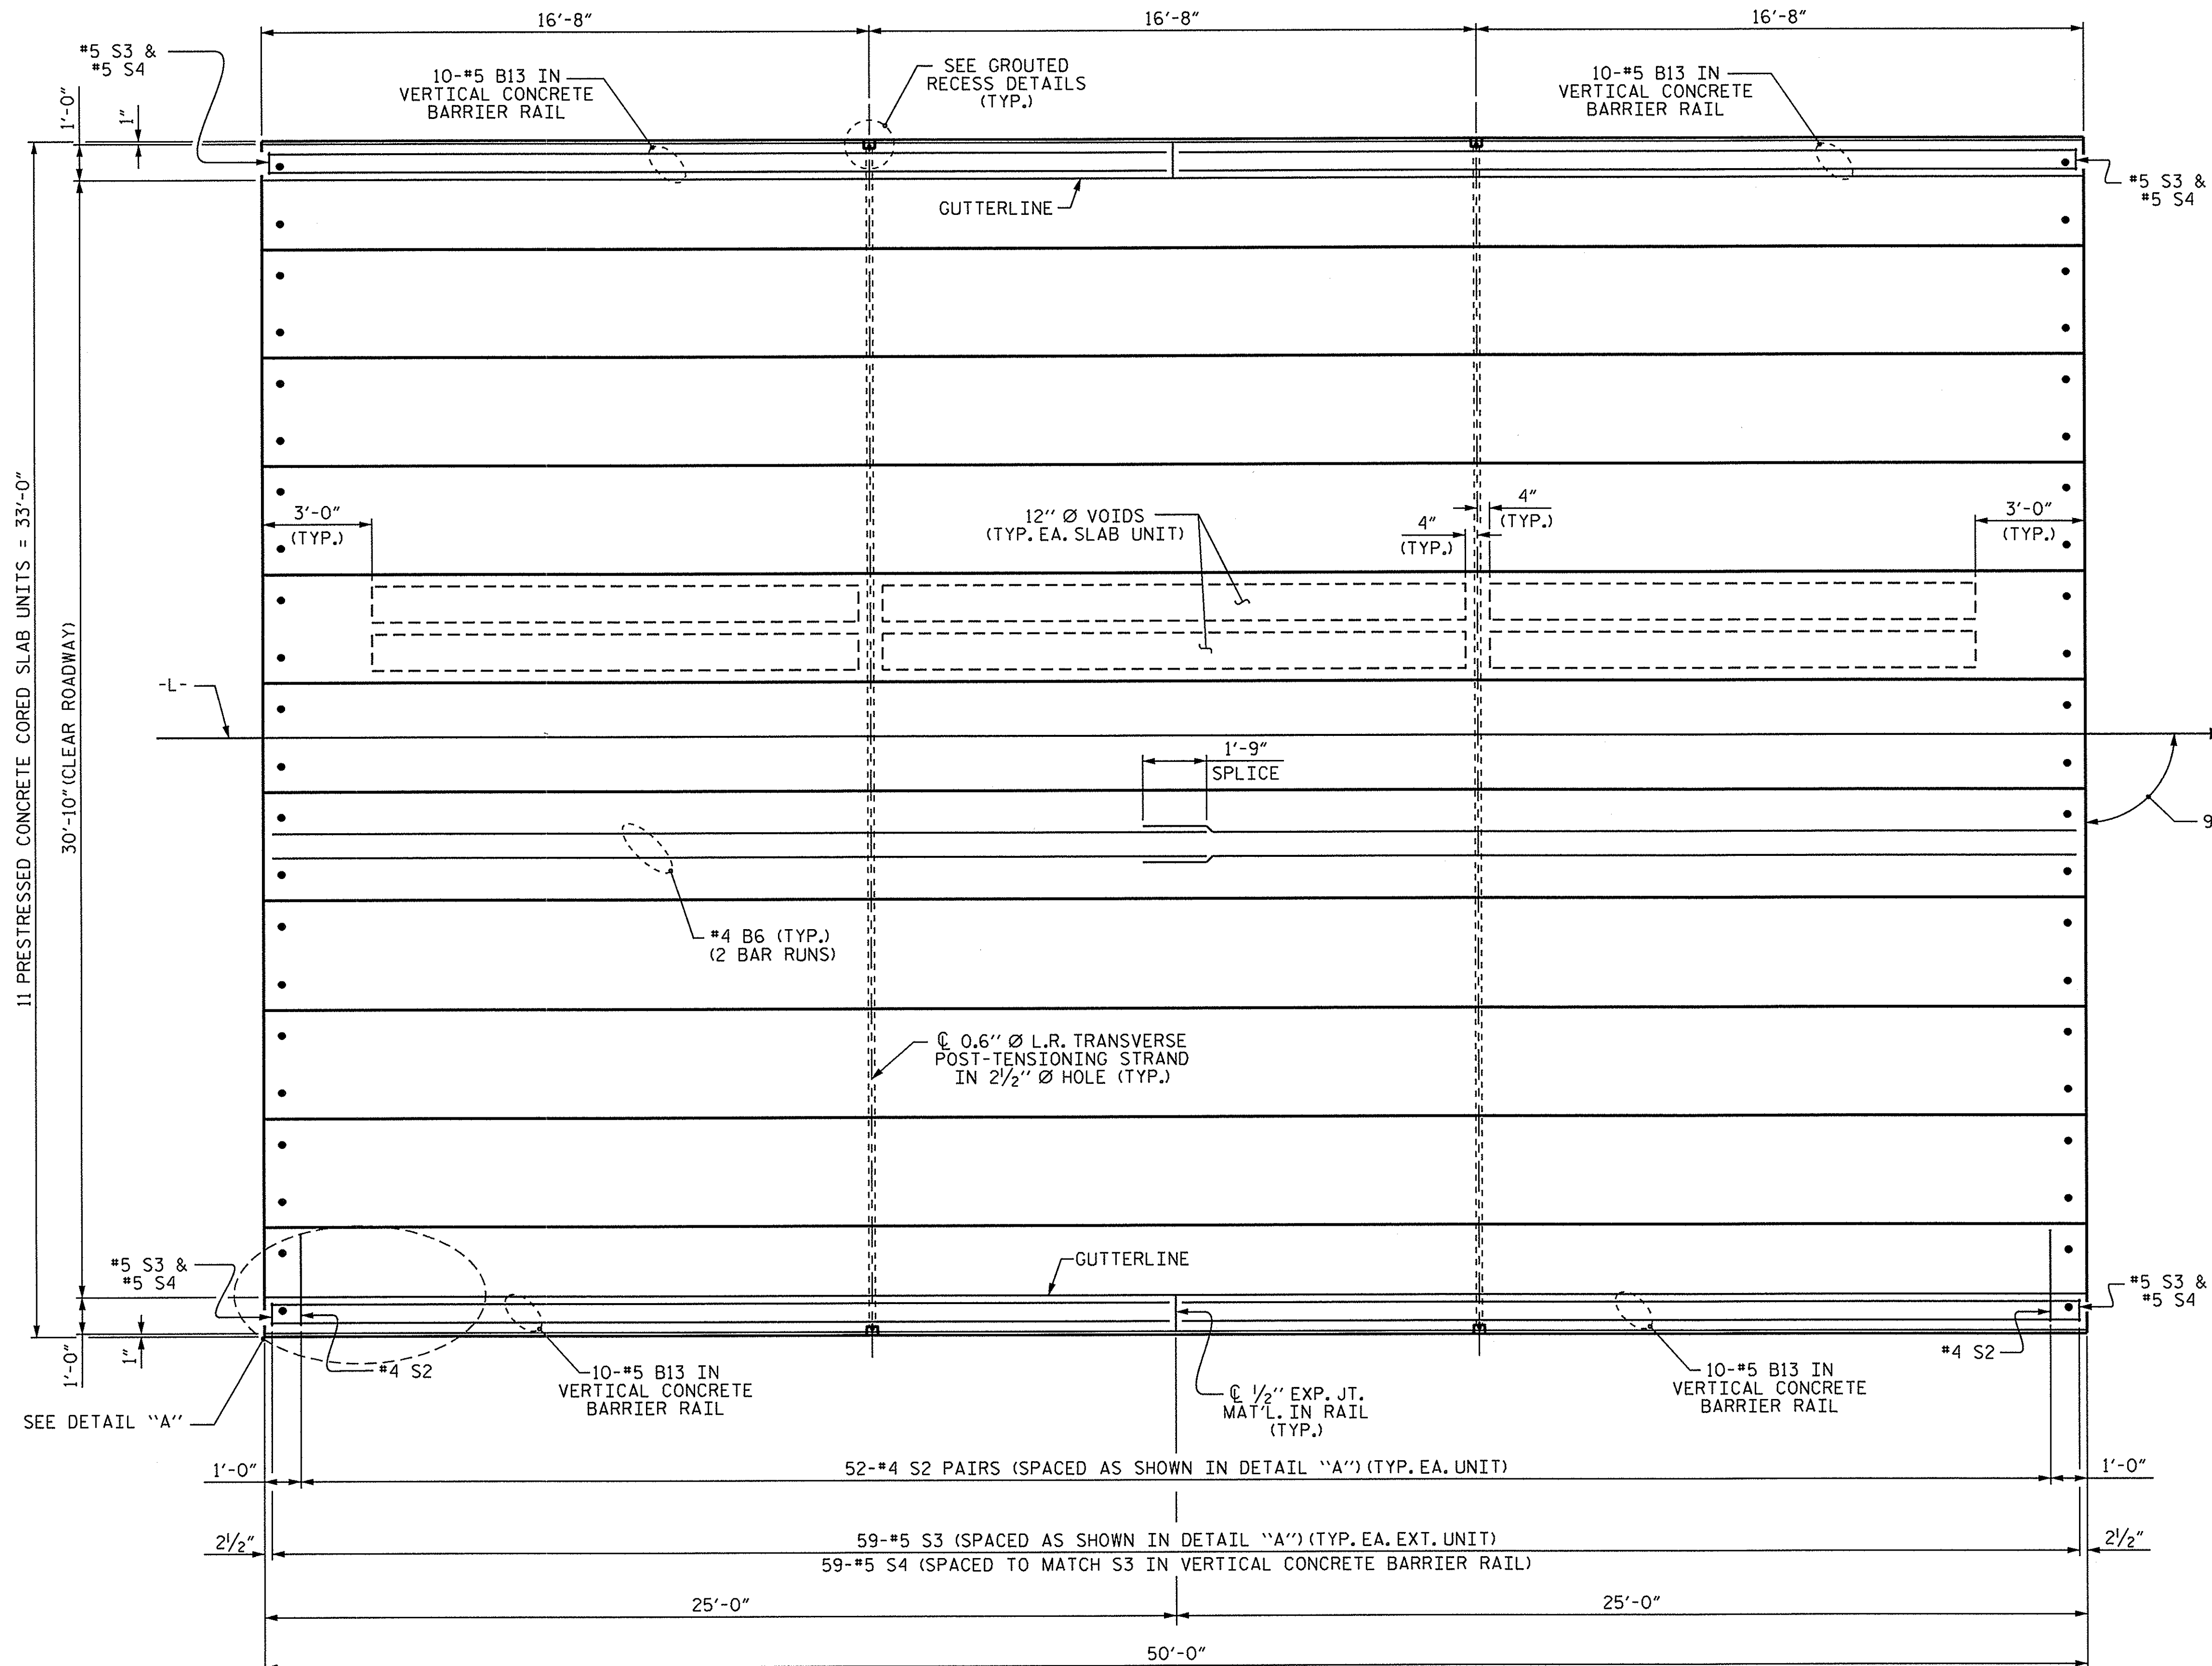 16'-8"
16'-8"
16'-8"
#5 S3 &
#5 S4
10-#5 B13 IN
VERTICAL CONCRETE
BARRIER RAIL
SEE GROUTED
RECESS DETAILS
(TYP.)
10-#5 B13 IN
VERTICAL CONCRETE
BARRIER RAIL
1'-0"
1"
#5 S3 &
#5 S4
GUTTERLINE
11 PRESTRESSED CONCRETE CORED SLAB UNITS = 33'-0"
30'-10" (CLEAR ROADWAY)
3'-0"
(TYP.)
12'' Ø VOIDS
(TYP. EA. SLAB UNIT)
4"
(TYP.)
4"
(TYP.)
3'-0"
(TYP.)
-L-
1'-9"
SPLICE
9
#4 B6 (TYP.)
(2 BAR RUNS)
℄ 0.6'' Ø L.R. TRANSVERSE
POST-TENSIONING STRAND
IN 2½'' Ø HOLE (TYP.)
#5 S3 &
#5 S4
GUTTERLINE
#5 S3 &
#5 S4
1'-0"
1"
#4 S2
#4 S2
10-#5 B13 IN
VERTICAL CONCRETE
BARRIER RAIL
℄ ½'' EXP. JT.
MAT'L. IN RAIL
(TYP.)
10-#5 B13 IN
VERTICAL CONCRETE
BARRIER RAIL
SEE DETAIL "A"
1'-0"
52-#4 S2 PAIRS (SPACED AS SHOWN IN DETAIL "A") (TYP. EA. UNIT)
1'-0"
2½"
59-#5 S3 (SPACED AS SHOWN IN DETAIL "A") (TYP. EA. EXT. UNIT)
59-#5 S4 (SPACED TO MATCH S3 IN VERTICAL CONCRETE BARRIER RAIL)
2½"
25'-0"
25'-0"
50'-0"